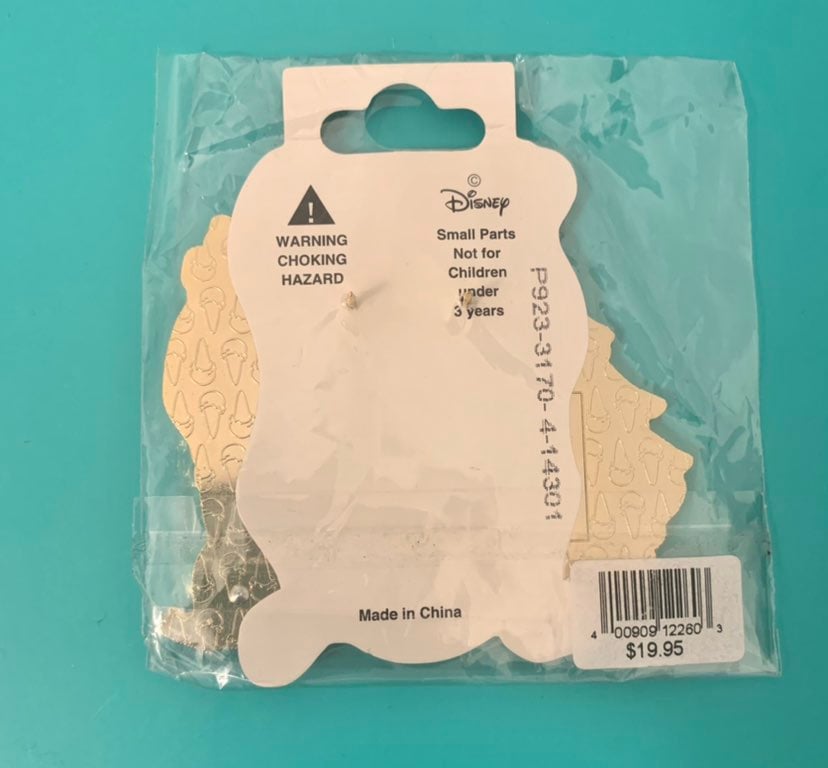 !
WARNING
CHOKING
HAZARD
©
Disney
Small Parts
Not for
Children
under
3 years
P923-3170-4-14301
Made in China
4 00909 12260 3
$19.95